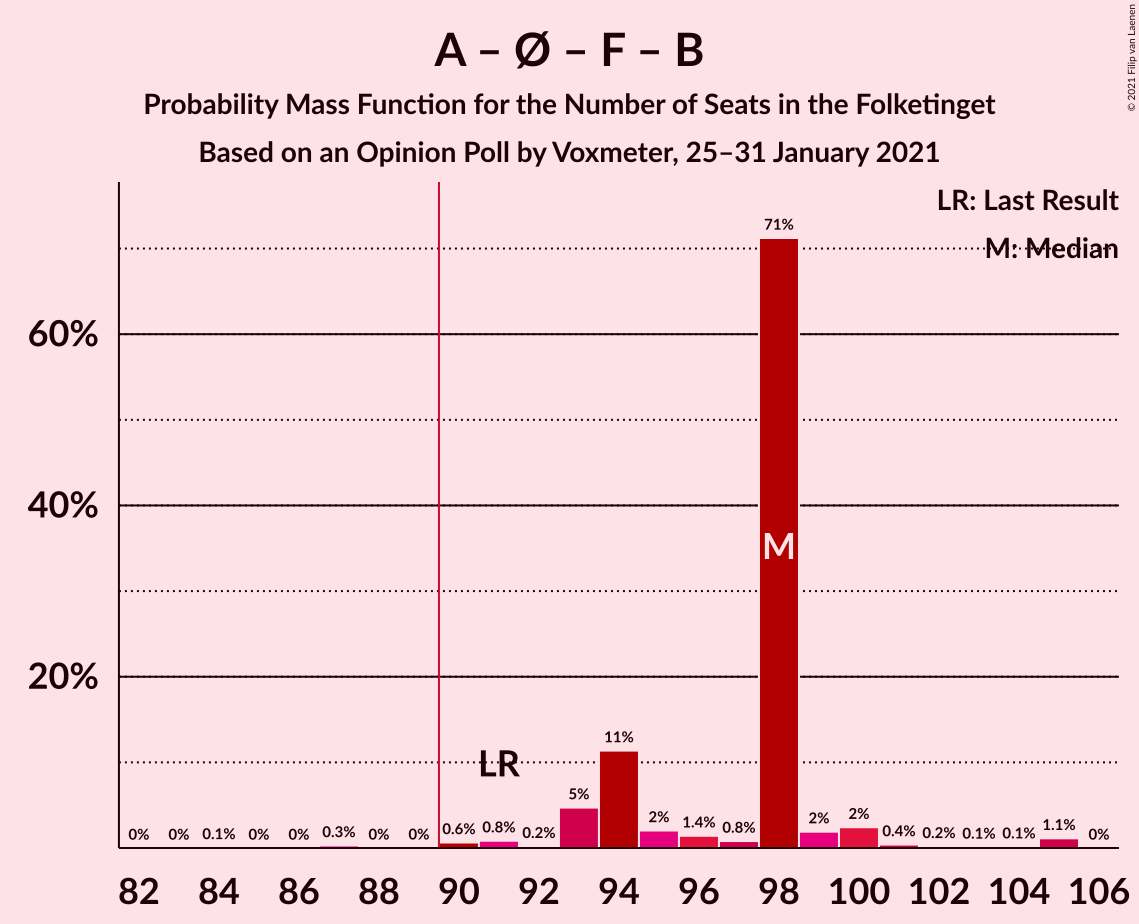 A – Ø – F – B
Probability Mass Function for the Number of Seats in the Folketinget
Based on an Opinion Poll by Voxmeter, 25–31 January 2021
© 2021 Filip van Laenen
LR: Last Result
M: Median
60%
40%
20%
71%
M
LR
11%
5%
0% 0% 0.1% 0% 0% 0.3% 0% 0% 0.6% 0.8% 0.2% 2% 1.4% 0.8% 2% 2% 0.4% 0.2% 0.1% 0.1% 1.1% 0%
82 84 86 88 90 92 94 96 98 100 102 104 106